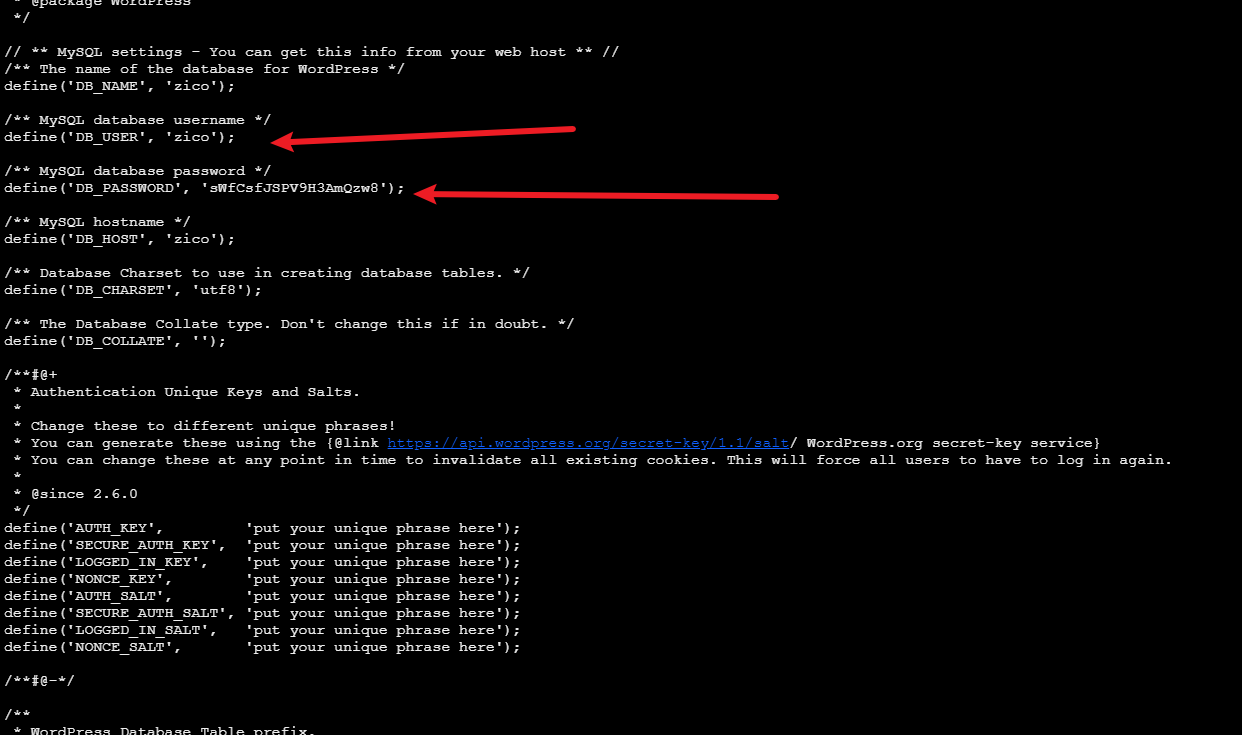 * @package WordPress
 */

// ** MySQL settings - You can get this info from your web host ** //
/** The name of the database for WordPress */
define('DB_NAME', 'zico');

/** MySQL database username */
define('DB_USER', 'zico');

/** MySQL database password */
define('DB_PASSWORD', 'sWfCsfJSPV9H3AmQzw8');

/** MySQL hostname */
define('DB_HOST', 'zico');

/** Database Charset to use in creating database tables. */
define('DB_CHARSET', 'utf8');

/** The Database Collate type. Don't change this if in doubt. */
define('DB_COLLATE', '');

/**#@+
 * Authentication Unique Keys and Salts.
 *
 * Change these to different unique phrases!
 * You can generate these using the {@link https://api.wordpress.org/secret-key/1.1/salt/ WordPress.org secret-key service}
 * You can change these at any point in time to invalidate all existing cookies. This will force all users to have to log in again.
 *
 * @since 2.6.0
 */
define('AUTH_KEY',         'put your unique phrase here');
define('SECURE_AUTH_KEY',  'put your unique phrase here');
define('LOGGED_IN_KEY',    'put your unique phrase here');
define('NONCE_KEY',        'put your unique phrase here');
define('AUTH_SALT',        'put your unique phrase here');
define('SECURE_AUTH_SALT', 'put your unique phrase here');
define('LOGGED_IN_SALT',   'put your unique phrase here');
define('NONCE_SALT',       'put your unique phrase here');

/**#@-*/

/**
 * WordPress Database Table prefix.